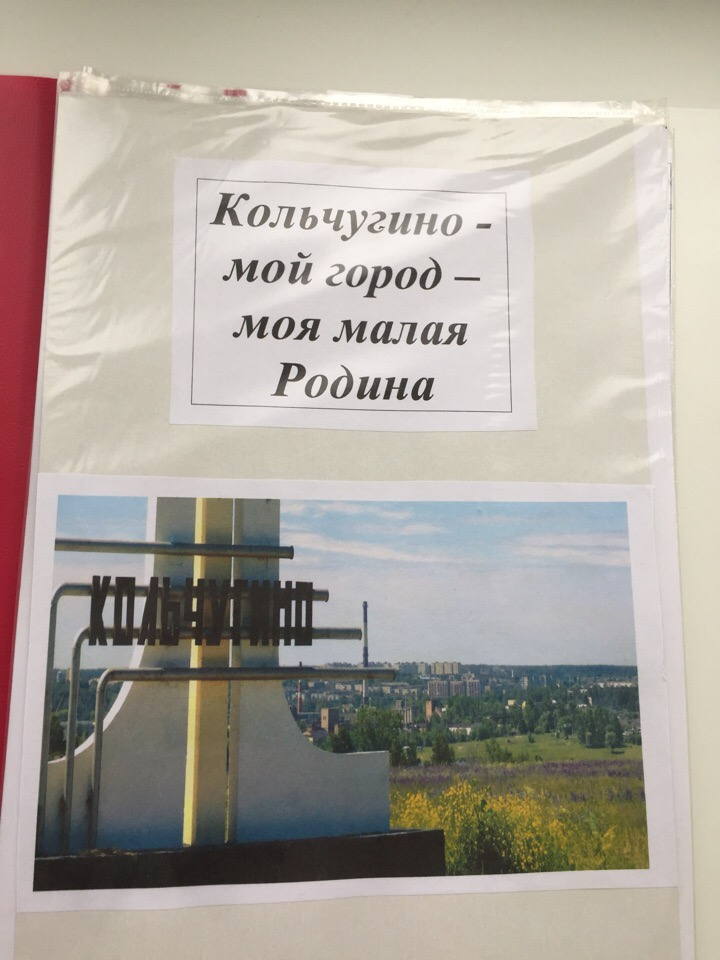 Кольчугино -
мой город –
моя малая
Родина
КОЛЬЧУГИНО